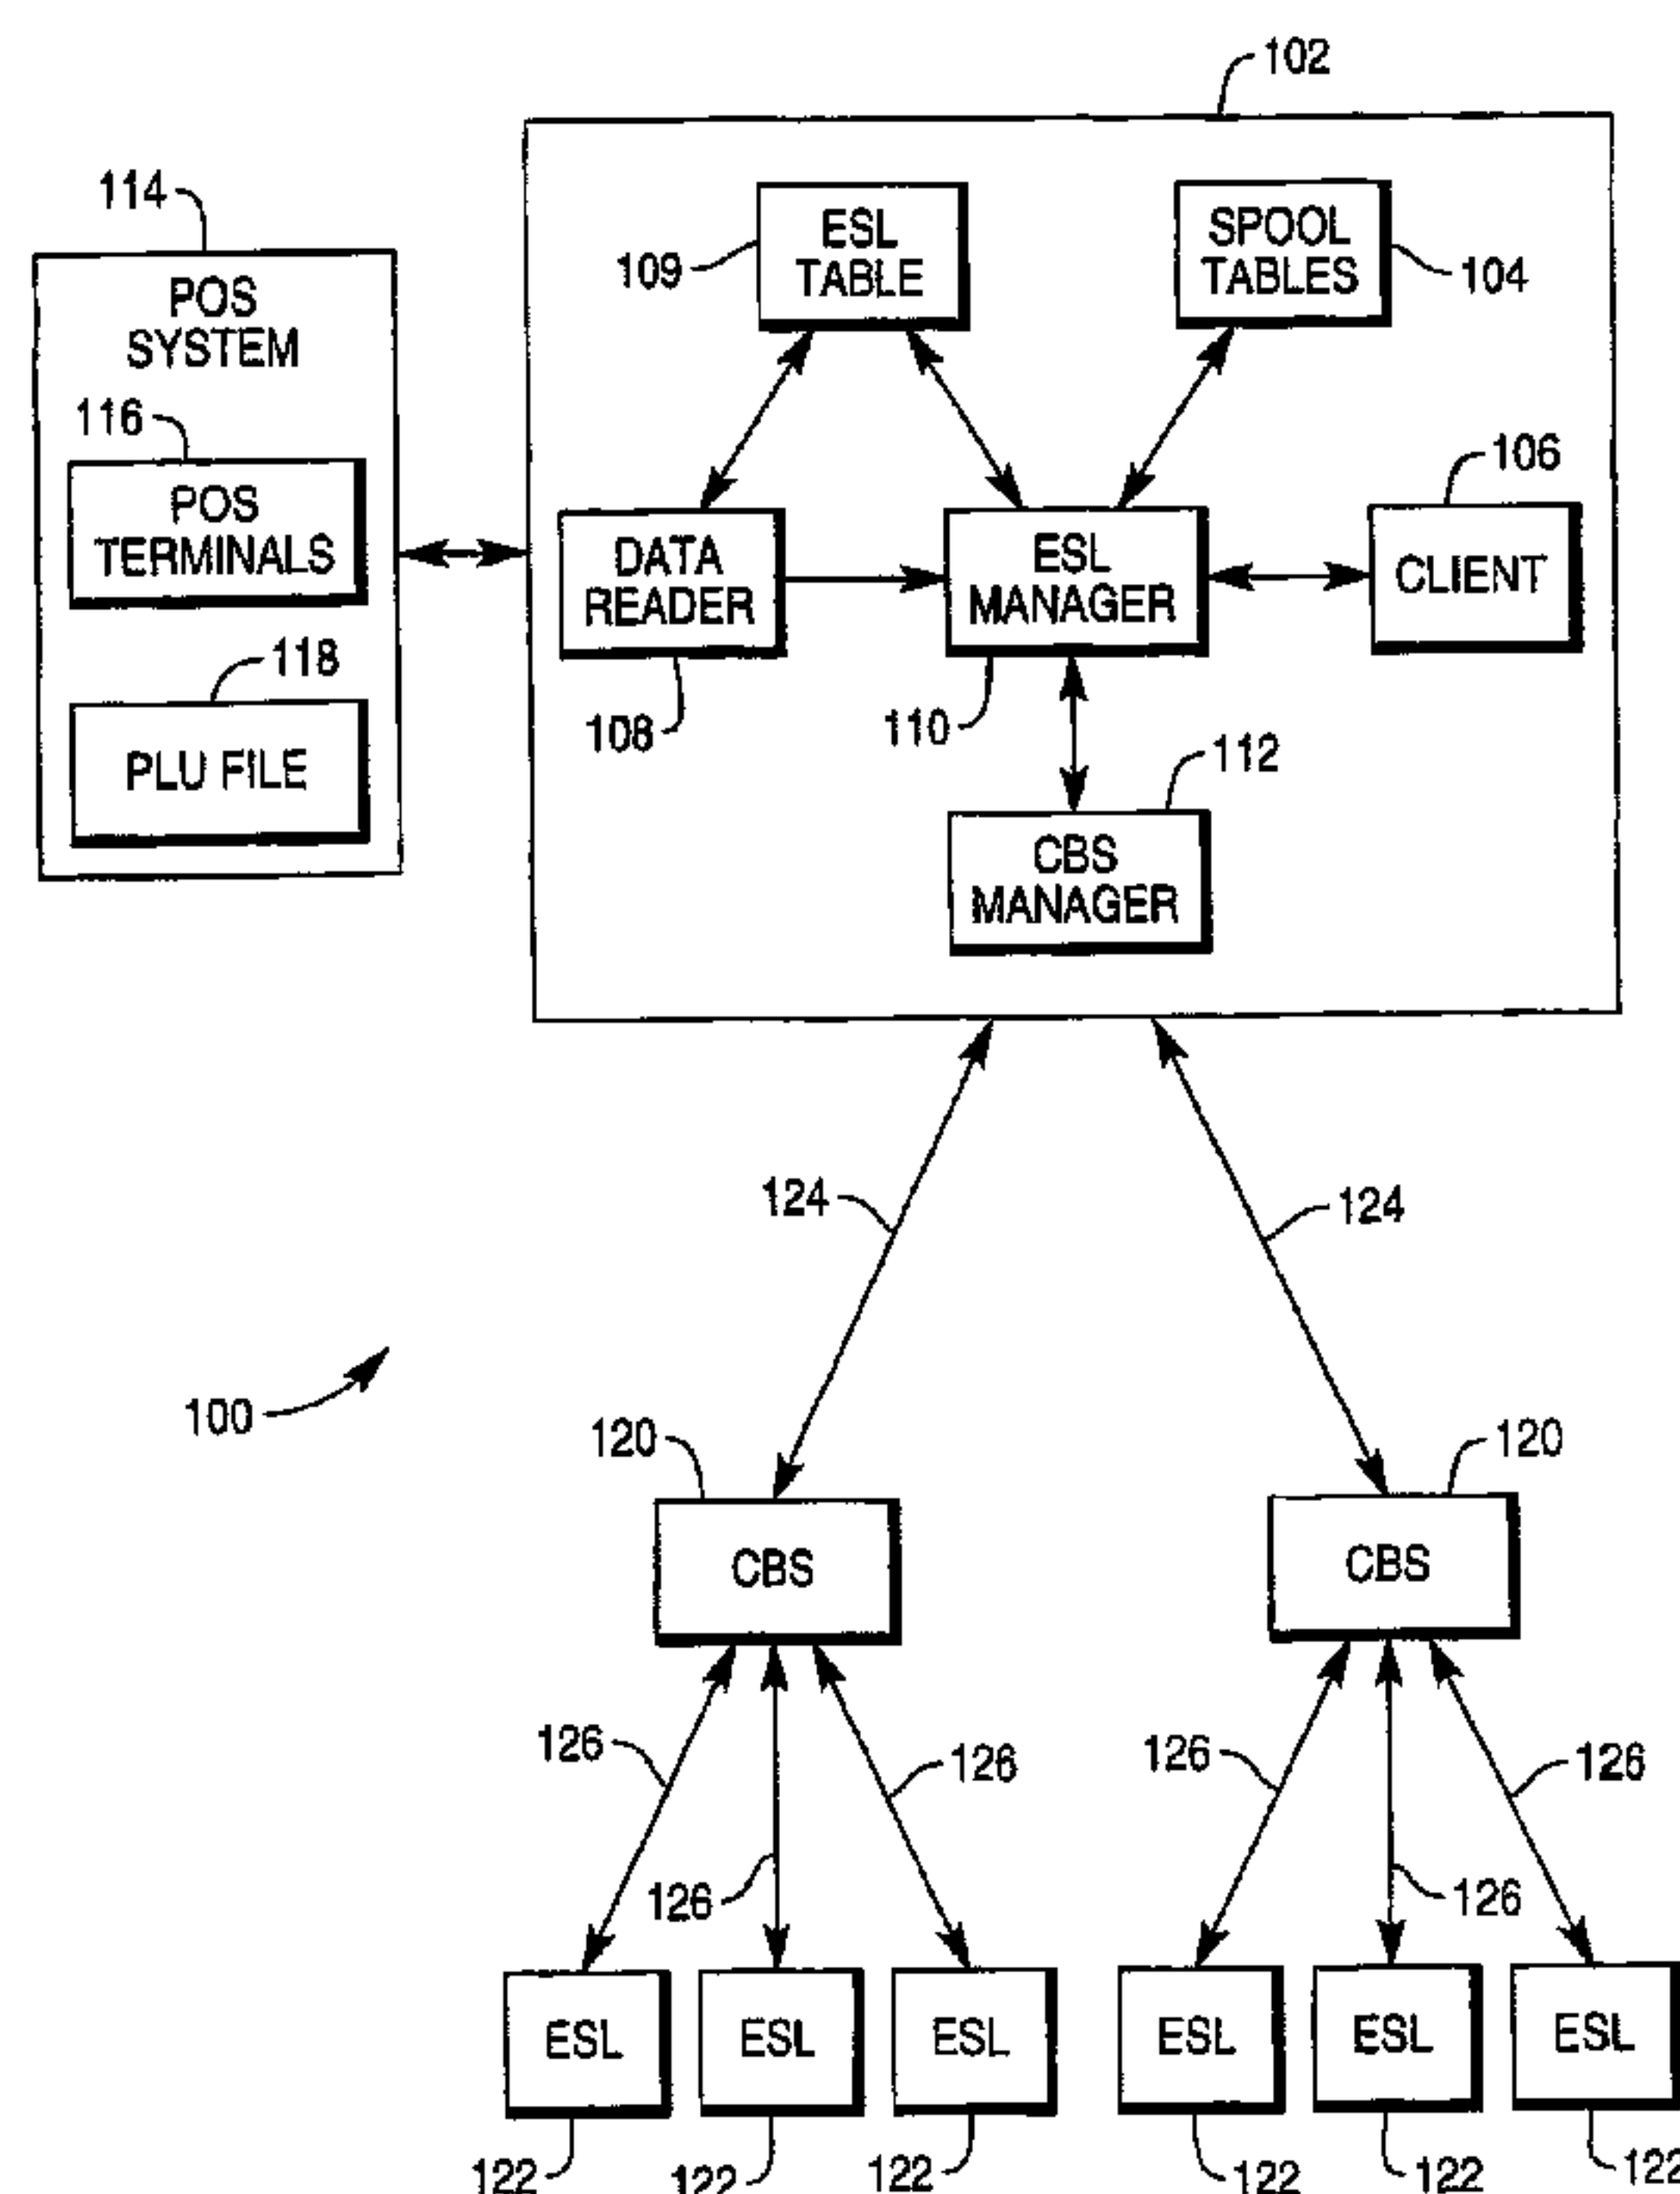 102
114
POS
SYSTEM
116
POS
TERMINALS
118
PLU FILE
109
ESL
TABLE
SPOOL
TABLES
104
106
DATA
READER
ESL
MANAGER
CLIENT
108
110
112
CBS
MANAGER
124
124
100
120
120
CBS
CBS
126
126
126
126
126
126
ESL
ESL
ESL
ESL
ESL
ESL
122
122
122
122
122
122